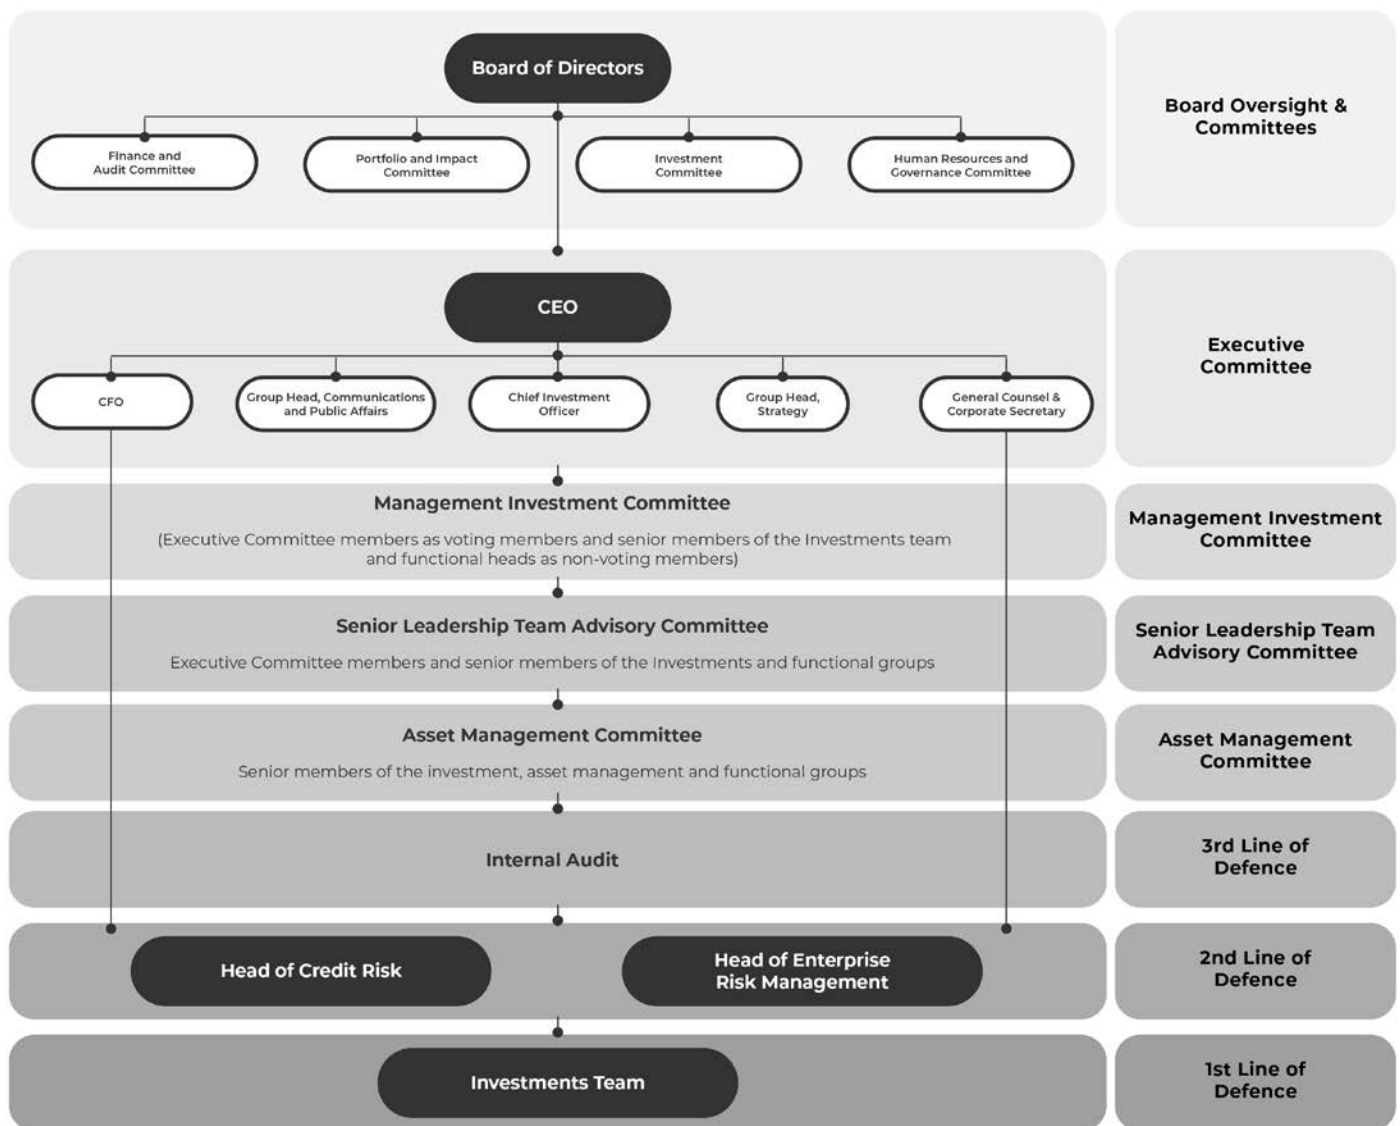 Board of Directors
Board Oversight &
Committees
Finance and
Audit Committee
Portfolio and Impact
Committee
Investment
Committee
Human Resources and
Governance Committee
CEO
Executive
Committee
CFO
Group Head, Communications
and Public Affairs
Chief Investment
Officer
Group Head,
Strategy
General Counsel &
Corporate Secretary
Management Investment Committee
(Executive Committee members as voting members and senior members of the Investments team
and functional heads as non-voting members)
Management Investment
Committee
Senior Leadership Team Advisory Committee
Executive Committee members and senior members of the Investments and functional groups
Senior Leadership Team
Advisory Committee
Asset Management Committee
Senior members of the investment, asset management and functional groups
Asset Management
Committee
Internal Audit
3rd Line of
Defence
Head of Credit Risk
Head of Enterprise
Risk Management
2nd Line of
Defence
Investments Team
1st Line of
Defence